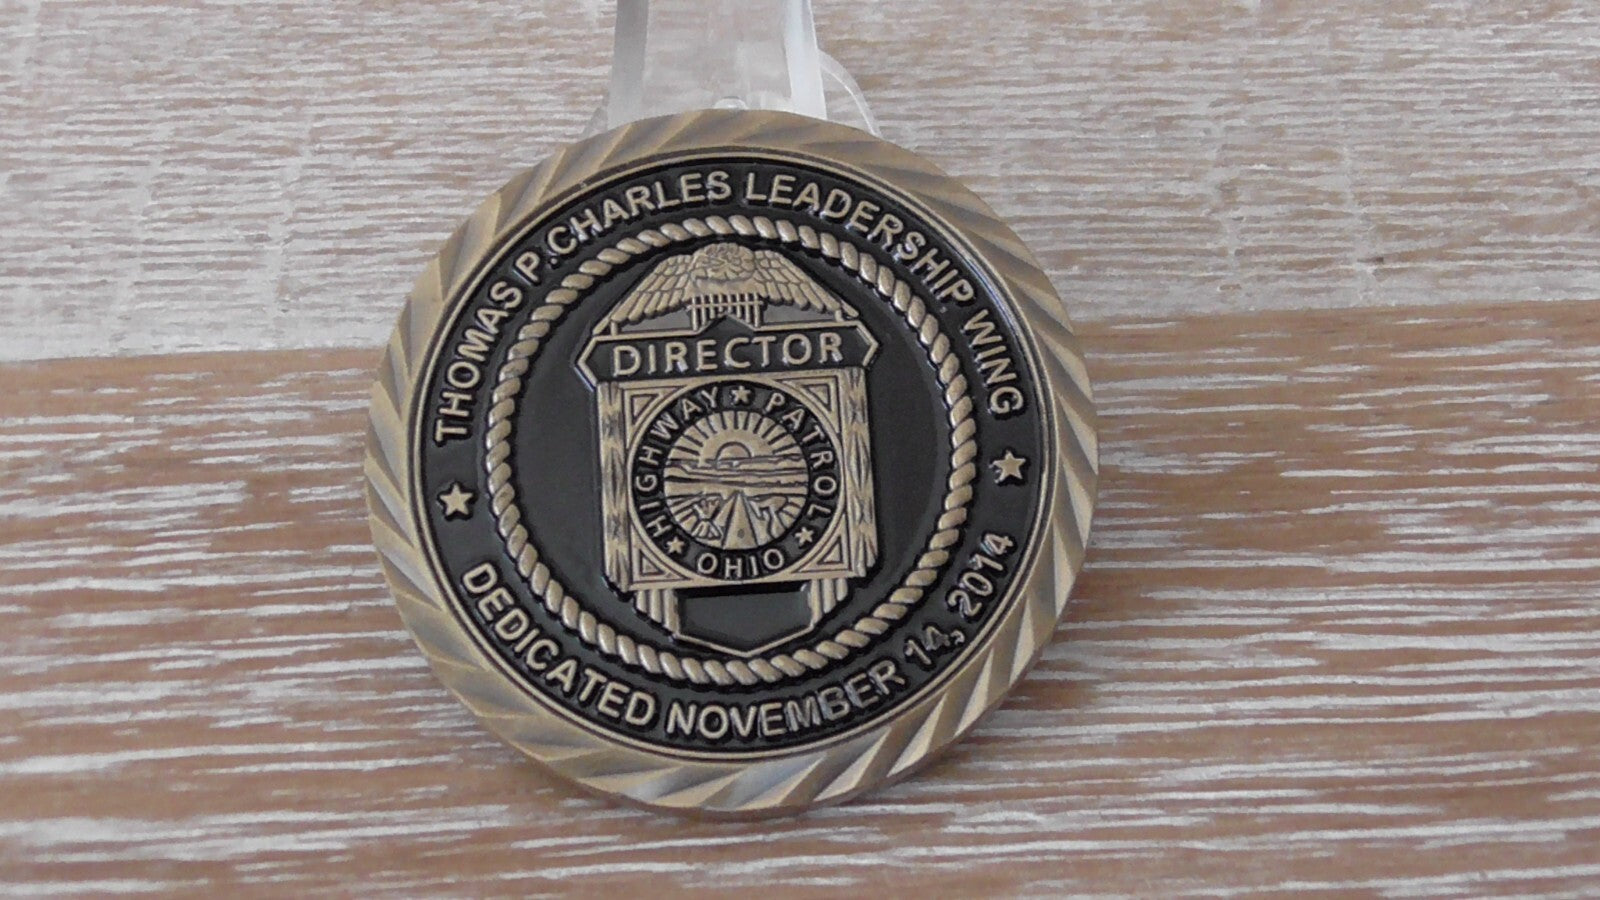 THOMAS P. CHARLES LEADERSHIP WING
DIRECTOR
HIGHWAY ★ PATROL
★ OHIO ★
★ DEDICATED NOVEMBER 14, 2014 ★